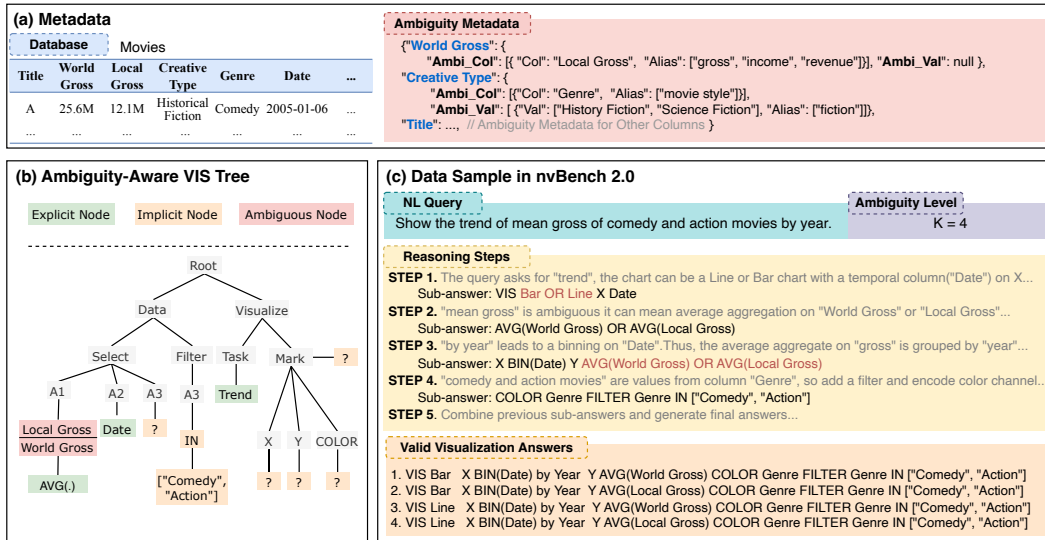 (a) Metadata
Database Movies
Title World Gross Local Gross Creative Type Genre Date ...
A 25.6M 12.1M Historical Fiction Comedy 2005-01-06 ...
... ... ... ... ... ...
Ambiguity Metadata
{"World Gross": {
"Ambi_Col": [{ "Col": "Local Gross", "Alias": ["gross", "income", "revenue"]}], "Ambi_Val": null },
"Creative Type": {
"Ambi_Col": [{"Col": "Genre", "Alias": ["movie style"]}],
"Ambi_Val": [ {"Val": ["History Fiction", "Science Fiction"], "Alias": ["fiction"]]},
"Title": ..., // Ambiguity Metadata for Other Columns }
(b) Ambiguity-Aware VIS Tree
Explicit Node Implicit Node Ambiguous Node
Root
Data Visualize
Select Filter Task Mark ?
A1 A2 A3 A3 Trend
Local Gross Date ? IN X Y COLOR
World Gross
AVG(.) ["Comedy", ? ? ?
"Action"]
(c) Data Sample in nvBench 2.0
NL Query
Show the trend of mean gross of comedy and action movies by year.
Ambiguity Level
K = 4
Reasoning Steps
STEP 1. The query asks for "trend", the chart can be a Line or Bar chart with a temporal column("Date") on X...
Sub-answer: VIS Bar OR Line X Date
STEP 2. "mean gross" is ambiguous it can mean average aggregation on "World Gross" or "Local Gross"...
Sub-answer: AVG(World Gross) OR AVG(Local Gross)
STEP 3. "by year" leads to a binning on "Date".Thus, the average aggregate on "gross" is grouped by "year"...
Sub-answer: X BIN(Date) Y AVG(World Gross) OR AVG(Local Gross)
STEP 4. "comedy and action movies" are values from column "Genre", so add a filter and encode color channel...
Sub-answer: COLOR Genre FILTER Genre IN ["Comedy", "Action"]
STEP 5. Combine previous sub-answers and generate final answers...
Valid Visualization Answers
1. VIS Bar X BIN(Date) by Year Y AVG(World Gross) COLOR Genre FILTER Genre IN ["Comedy", "Action"]
2. VIS Bar X BIN(Date) by Year Y AVG(Local Gross) COLOR Genre FILTER Genre IN ["Comedy", "Action"]
3. VIS Line X BIN(Date) by Year Y AVG(World Gross) COLOR Genre FILTER Genre IN ["Comedy", "Action"]
4. VIS Line X BIN(Date) by Year Y AVG(Local Gross) COLOR Genre FILTER Genre IN ["Comedy", "Action"]